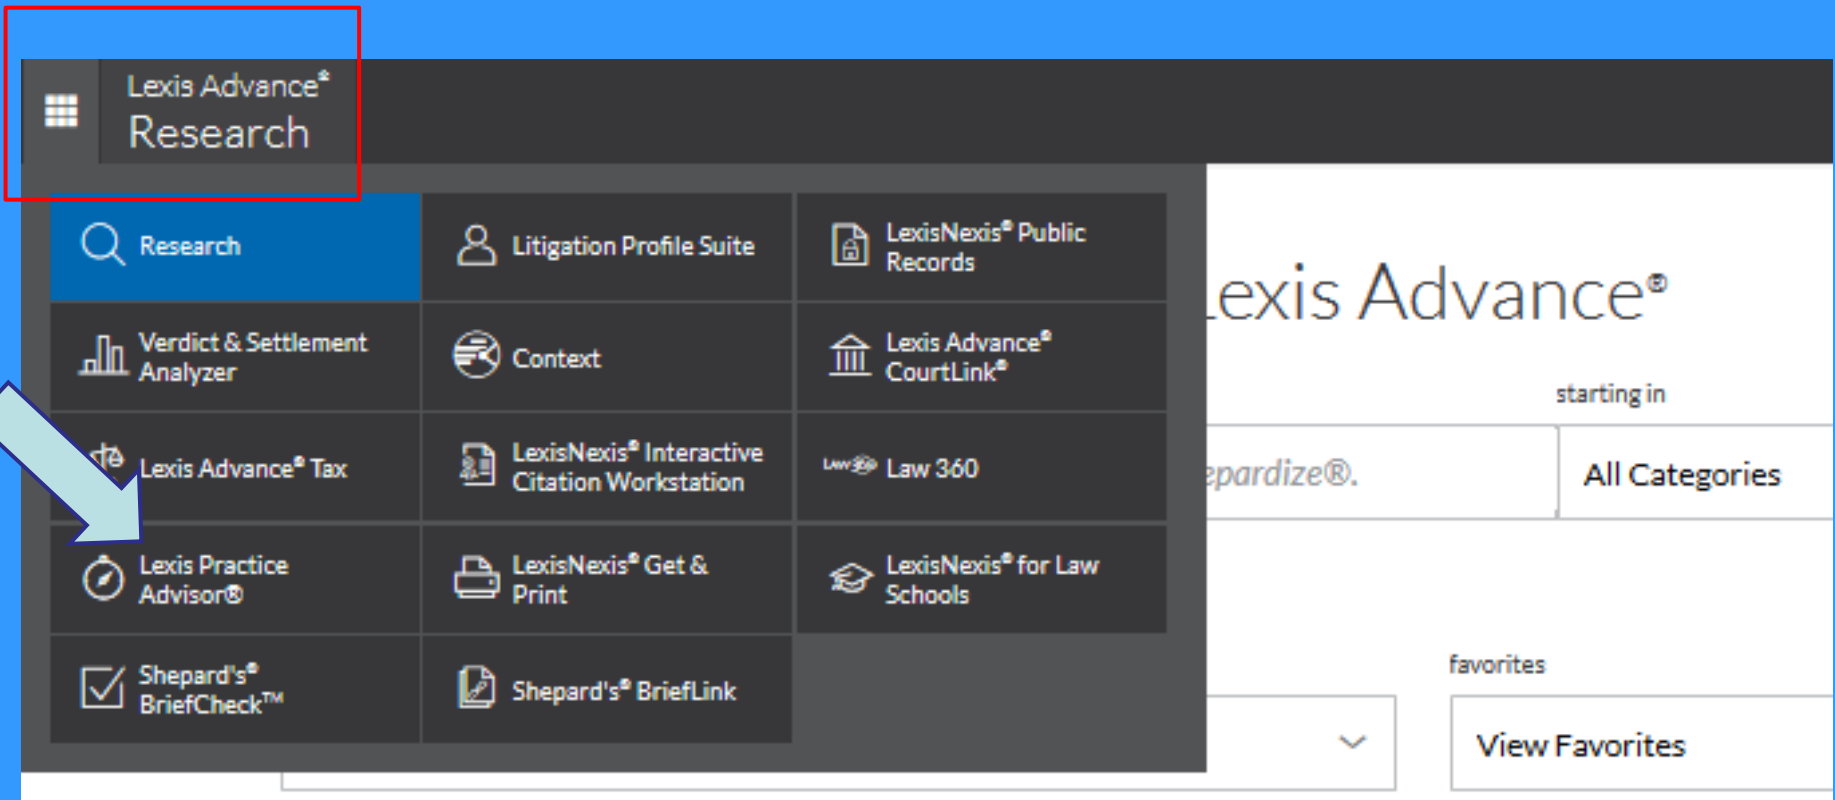 Lexis Advance®
Research
Research
Litigation Profile Suite
LexisNexis® Public
Records
Verdict & Settlement
Analyzer
Context
Lexis Advance®
CourtLink®
Lexis Advance® Tax
LexisNexis® Interactive
Citation Workstation
Law360 Law 360
Lexis Practice
Advisor®
LexisNexis® Get &
Print
LexisNexis® for Law
Schools
Shepard's®
BriefCheck™
Shepard's® BriefLink
exis Advance®
starting in
epardize®.
All Categories
favorites
View Favorites